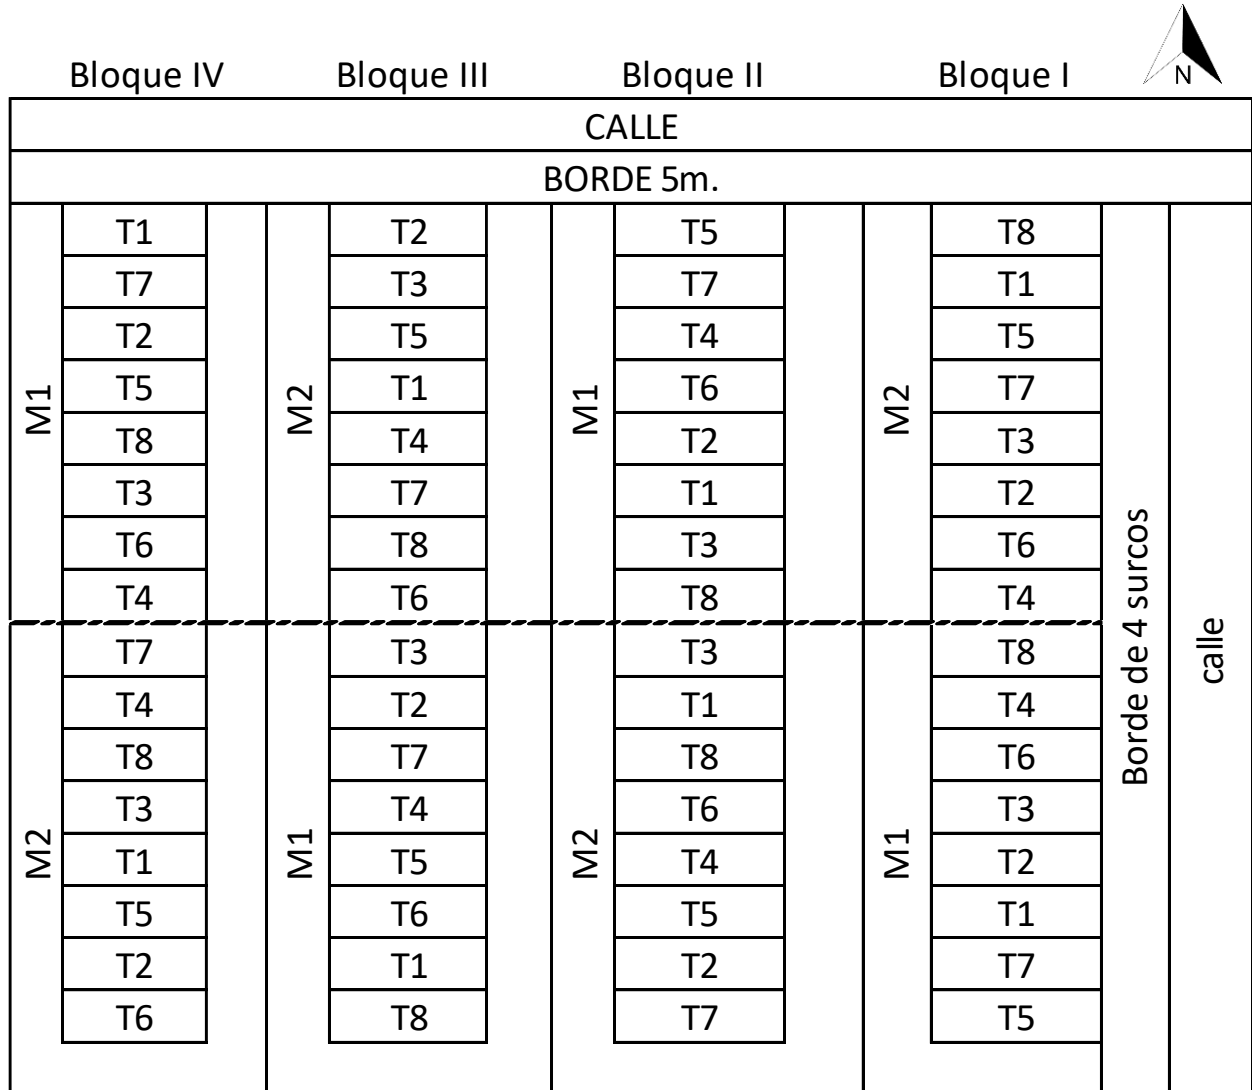 N
Bloque IV Bloque III Bloque II Bloque I
CALLE
BORDE 5m.
T1 T2 T5 T8
T7 T3 T7 T1
T2 T5 T4 T5
T5 T1 T6 T7
M1 M2 M1 M2
T8 T4 T2 T3
T3 T7 T1 T2
T6 T8 T3 T6
T4 T6 T8 T4
T7 T3 T3 T8
T4 T2 T1 T4
T8 T7 T8 T6
T3 T4 T6 T3
M2 M1 M2 M1
T1 T5 T4 T2
T5 T6 T5 T1
T2 T1 T2 T7
T6 T8 T7 T5
Borde de 4 surcos
calle